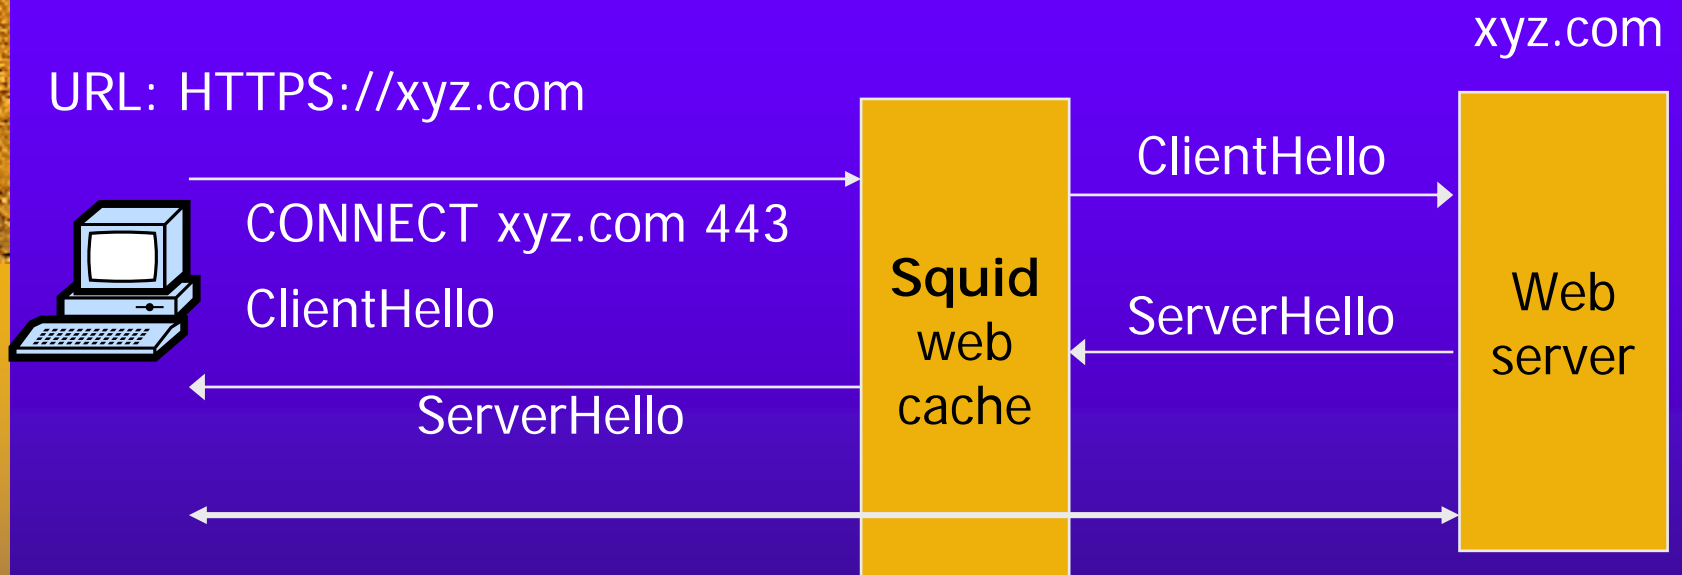 xyz.com
URL: HTTPS://xyz.com
CONNECT xyz.com 443
ClientHello
ServerHello
Squid
web
cache
ClientHello
ServerHello
Web
server